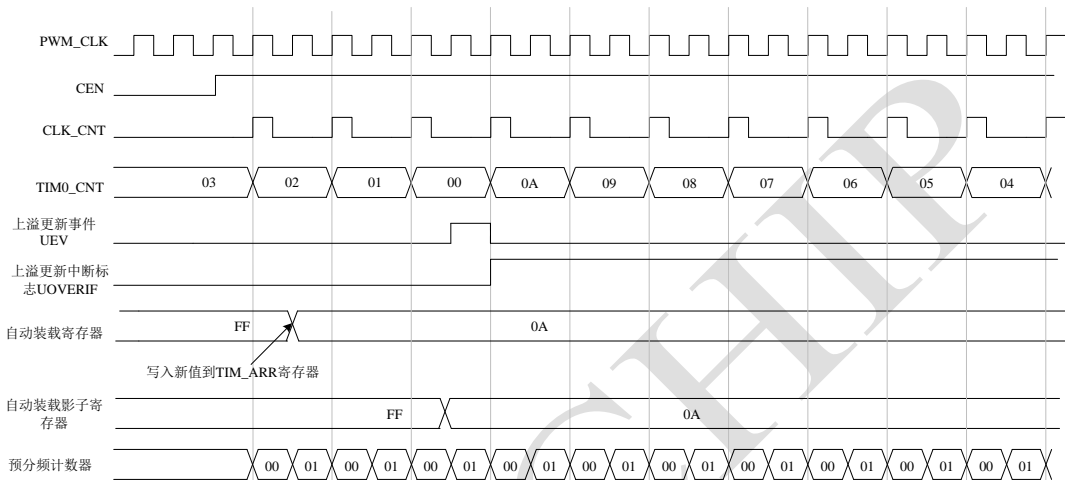 PWM_CLK
CEN
CLK_CNT
TIM0_CNT 03 02 01 00 0A 09 08 07 06 05 04
上溢更新事件
UEV
上溢更新中断标
志UOVERIF
自动装载寄存器 FF 0A
写入新值到TIM_ARR寄存器
自动装载影子寄
存器 FF 0A
预分频计数器 00 01 00 01 00 01 00 01 00 01 00 01 00 01 00 01 00 01 00 01
CHIP